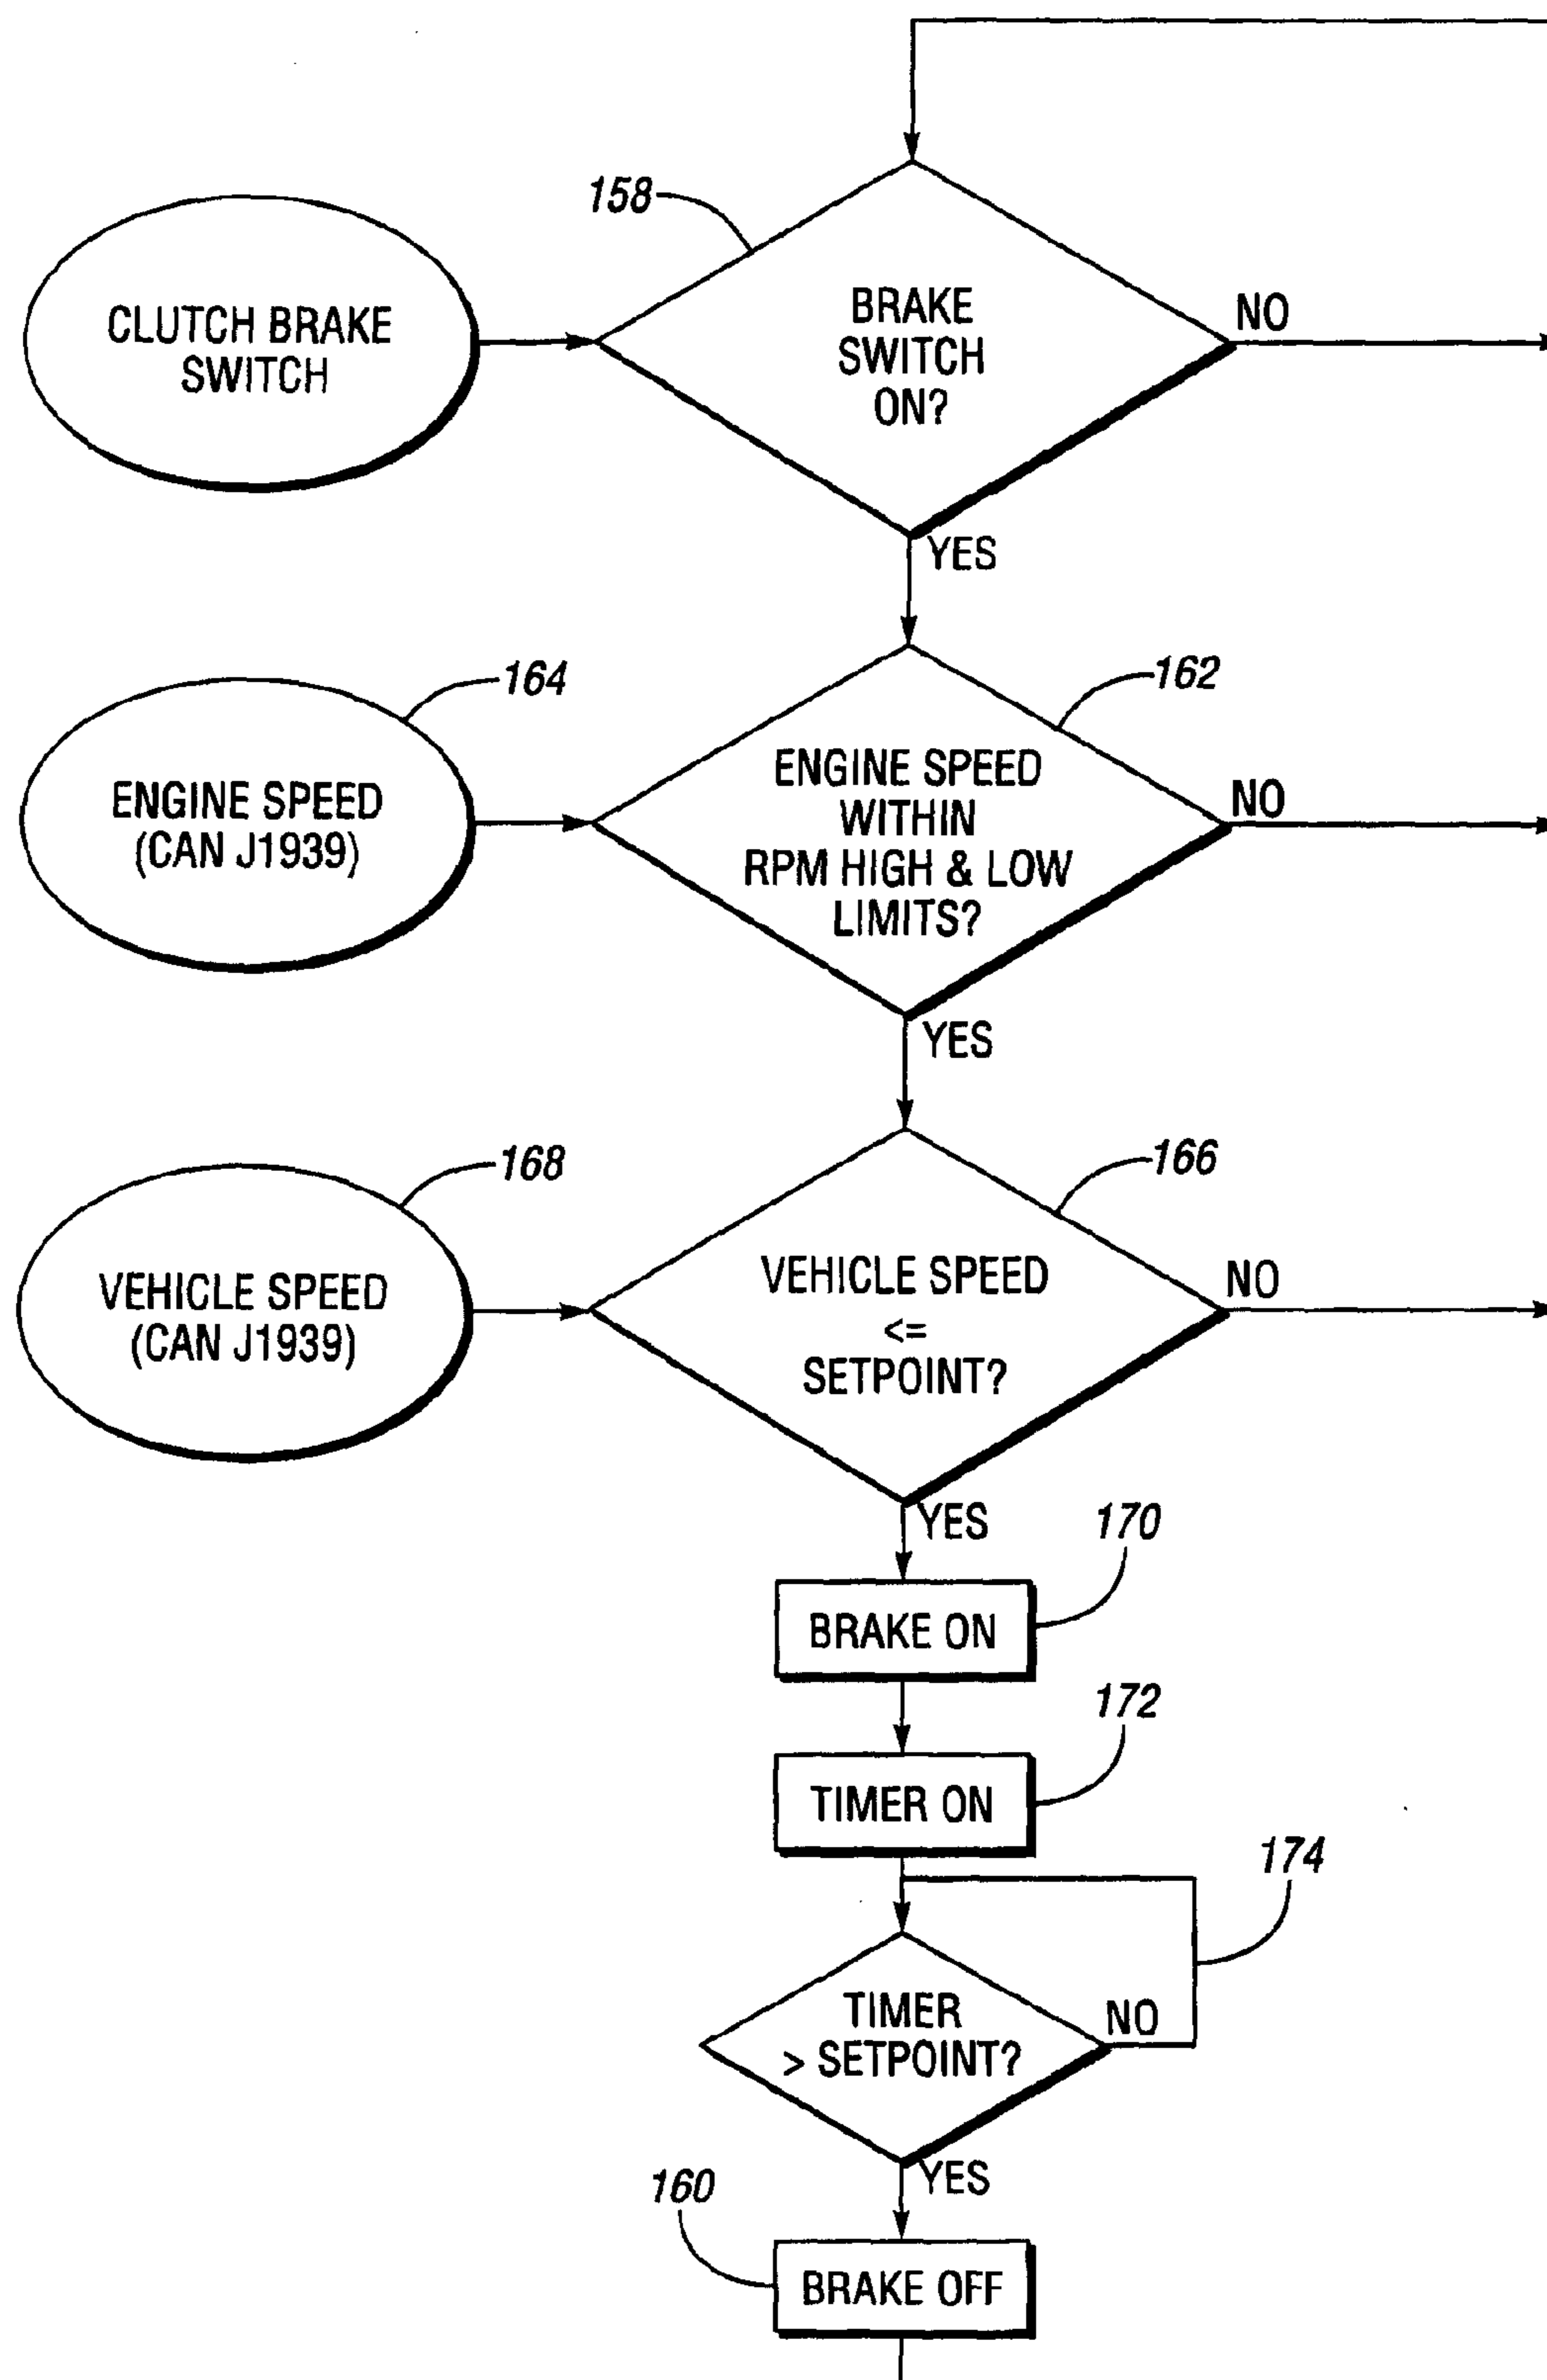 158
CLUTCH BRAKE
SWITCH
BRAKE
SWITCH
ON?
NO
YES
164
162
ENGINE SPEED
(CAN J1939)
ENGINE SPEED
WITHIN
RPM HIGH & LOW
LIMITS?
NO
YES
168
166
VEHICLE SPEED
(CAN J1939)
VEHICLE SPEED
<=
SETPOINT?
NO
YES
170
BRAKE ON
172
TIMER ON
174
TIMER
> SETPOINT?
NO
YES
160
BRAKE OFF